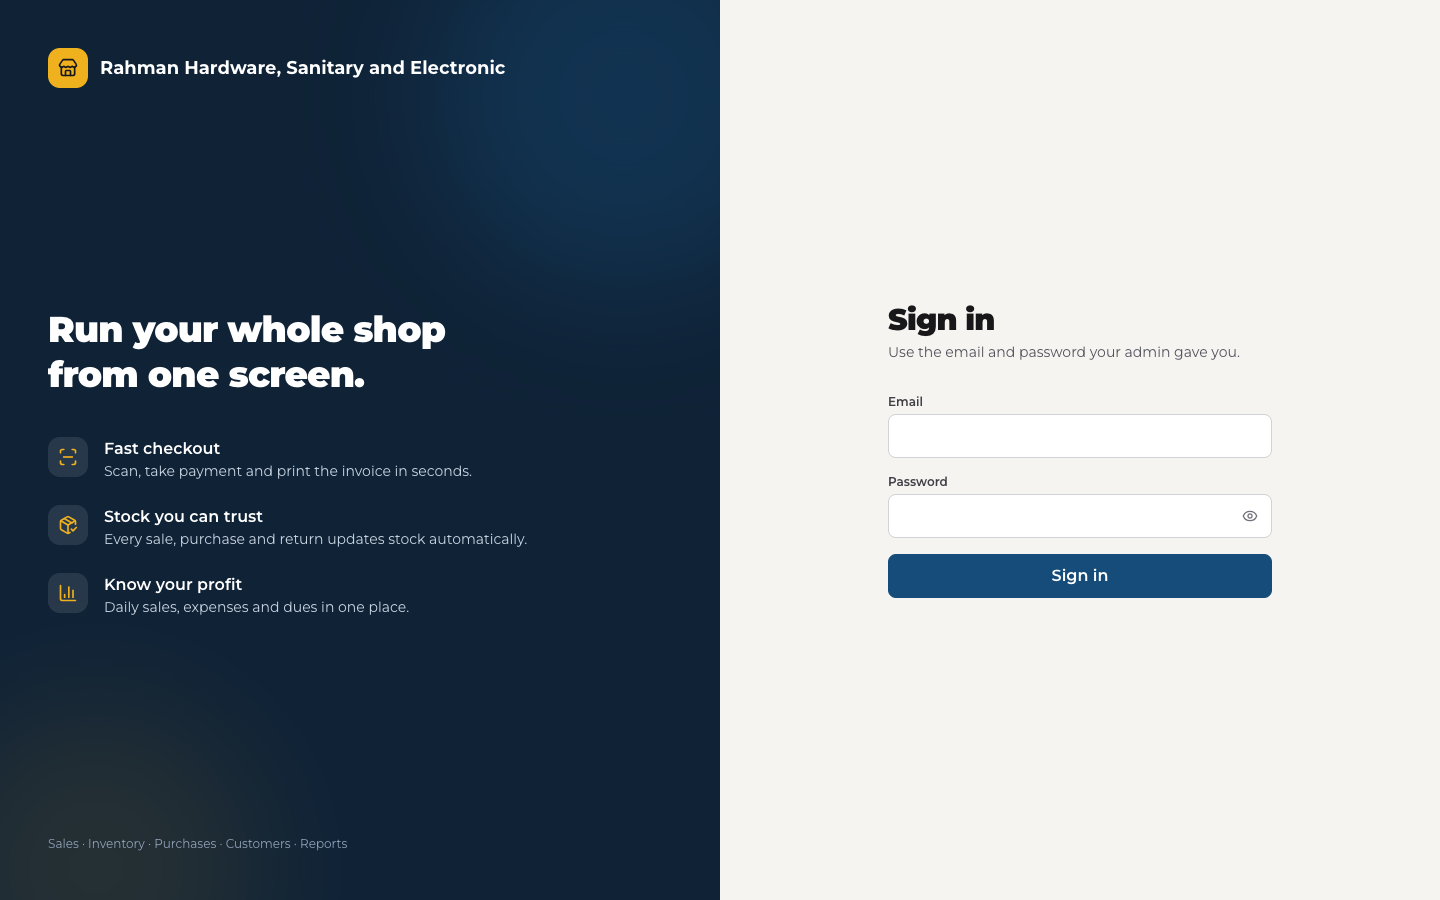 Rahman Hardware, Sanitary and Electronic
Run your whole shop
from one screen.
Fast checkout
Scan, take payment and print the invoice in seconds.
Stock you can trust
Every sale, purchase and return updates stock automatically.
Know your profit
Daily sales, expenses and dues in one place.
Sales · Inventory · Purchases · Customers · Reports
Sign in
Use the email and password your admin gave you.
Email
Password
Sign in